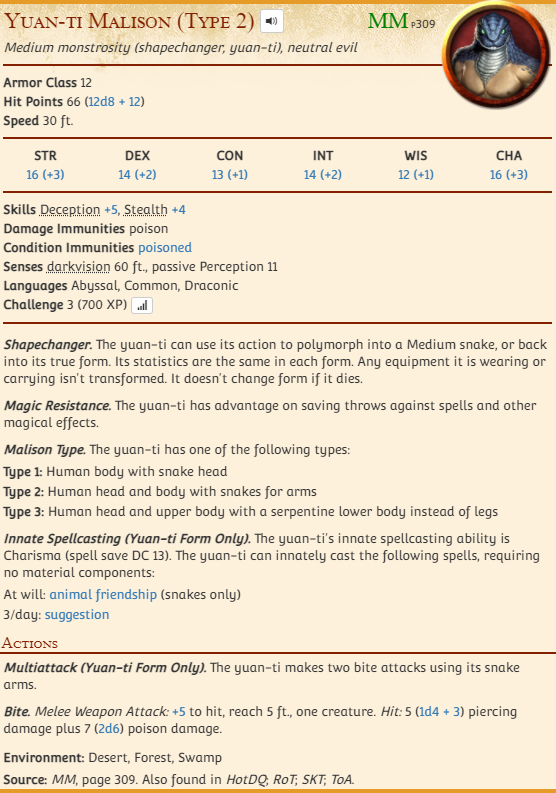 Yuan-ti Malison (Type 2) MM P309
Medium monstrosity (shapechanger, yuan-ti), neutral evil
Armor Class 12
Hit Points 66 (12d8 + 12)
Speed 30 ft.
STR DEX CON INT WIS CHA
16 (+3) 14 (+2) 13 (+1) 14 (+2) 12 (+1) 16 (+3)
Skills Deception +5, Stealth +4
Damage Immunities poison
Condition Immunities poisoned
Senses darkvision 60 ft., passive Perception 11
Languages Abyssal, Common, Draconic
Challenge 3 (700 XP)
Shapechanger. The yuan-ti can use its action to polymorph into a Medium snake, or back
into its true form. Its statistics are the same in each form. Any equipment it is wearing or
carrying isn't transformed. It doesn't change form if it dies.
Magic Resistance. The yuan-ti has advantage on saving throws against spells and other
magical effects.
Malison Type. The yuan-ti has one of the following types:
Type 1: Human body with snake head
Type 2: Human head and body with snakes for arms
Type 3: Human head and upper body with a serpentine lower body instead of legs
Innate Spellcasting (Yuan-ti Form Only). The yuan-ti's innate spellcasting ability is
Charisma (spell save DC 13). The yuan-ti can innately cast the following spells, requiring
no material components:
At will: animal friendship (snakes only)
3/day: suggestion
Actions
Multiattack (Yuan-ti Form Only). The yuan-ti makes two bite attacks using its snake
arms.
Bite. Melee Weapon Attack: +5 to hit, reach 5 ft., one creature. Hit: 5 (1d4 + 3) piercing
damage plus 7 (2d6) poison damage.
Environment: Desert, Forest, Swamp
Source: MM, page 309. Also found in HotDQ; RoT; SKT; ToA.